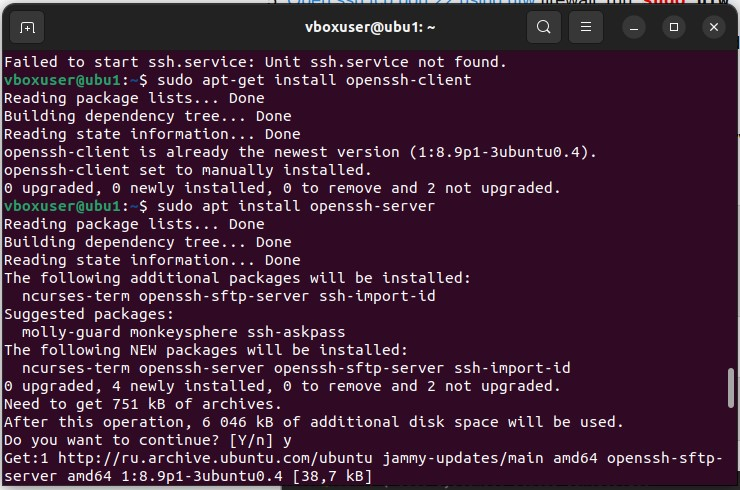 vboxuser@ubu1: ~
Failed to start ssh.service: Unit ssh.service not found.
vboxuser@ubu1:~$ sudo apt-get install openssh-client
Reading package lists... Done
Building dependency tree... Done
Reading state information... Done
openssh-client is already the newest version (1:8.9p1-3ubuntu0.4).
openssh-client set to manually installed.
0 upgraded, 0 newly installed, 0 to remove and 2 not upgraded.
vboxuser@ubu1:~$ sudo apt install openssh-server
Reading package lists... Done
Building dependency tree... Done
Reading state information... Done
The following additional packages will be installed:
  ncurses-term openssh-sftp-server ssh-import-id
Suggested packages:
  molly-guard monkeysphere ssh-askpass
The following NEW packages will be installed:
  ncurses-term openssh-server openssh-sftp-server ssh-import-id
0 upgraded, 4 newly installed, 0 to remove and 2 not upgraded.
Need to get 751 kB of archives.
After this operation, 6 046 kB of additional disk space will be used.
Do you want to continue? [Y/n] y
Get:1 http://ru.archive.ubuntu.com/ubuntu jammy-updates/main amd64 openssh-sftp-
server amd64 1:8.9p1-3ubuntu0.4 [38,7 kB]